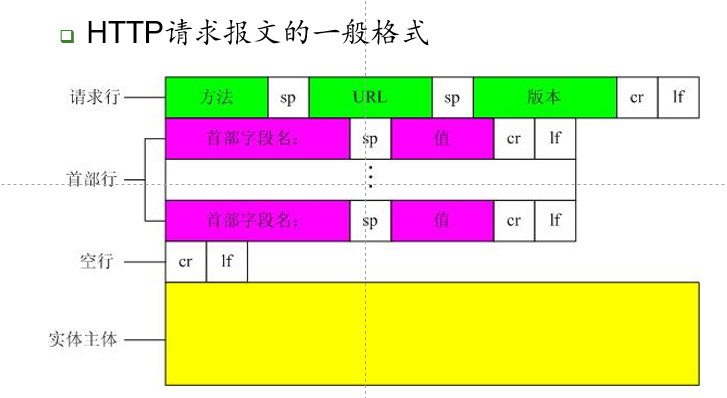 HTTP请求报文的一般格式
请求行 方法 sp URL sp 版本 cr lf
首部字段名: sp 值 cr lf
首部行
首部字段名: sp 值 cr lf
空行 cr lf
实体主体